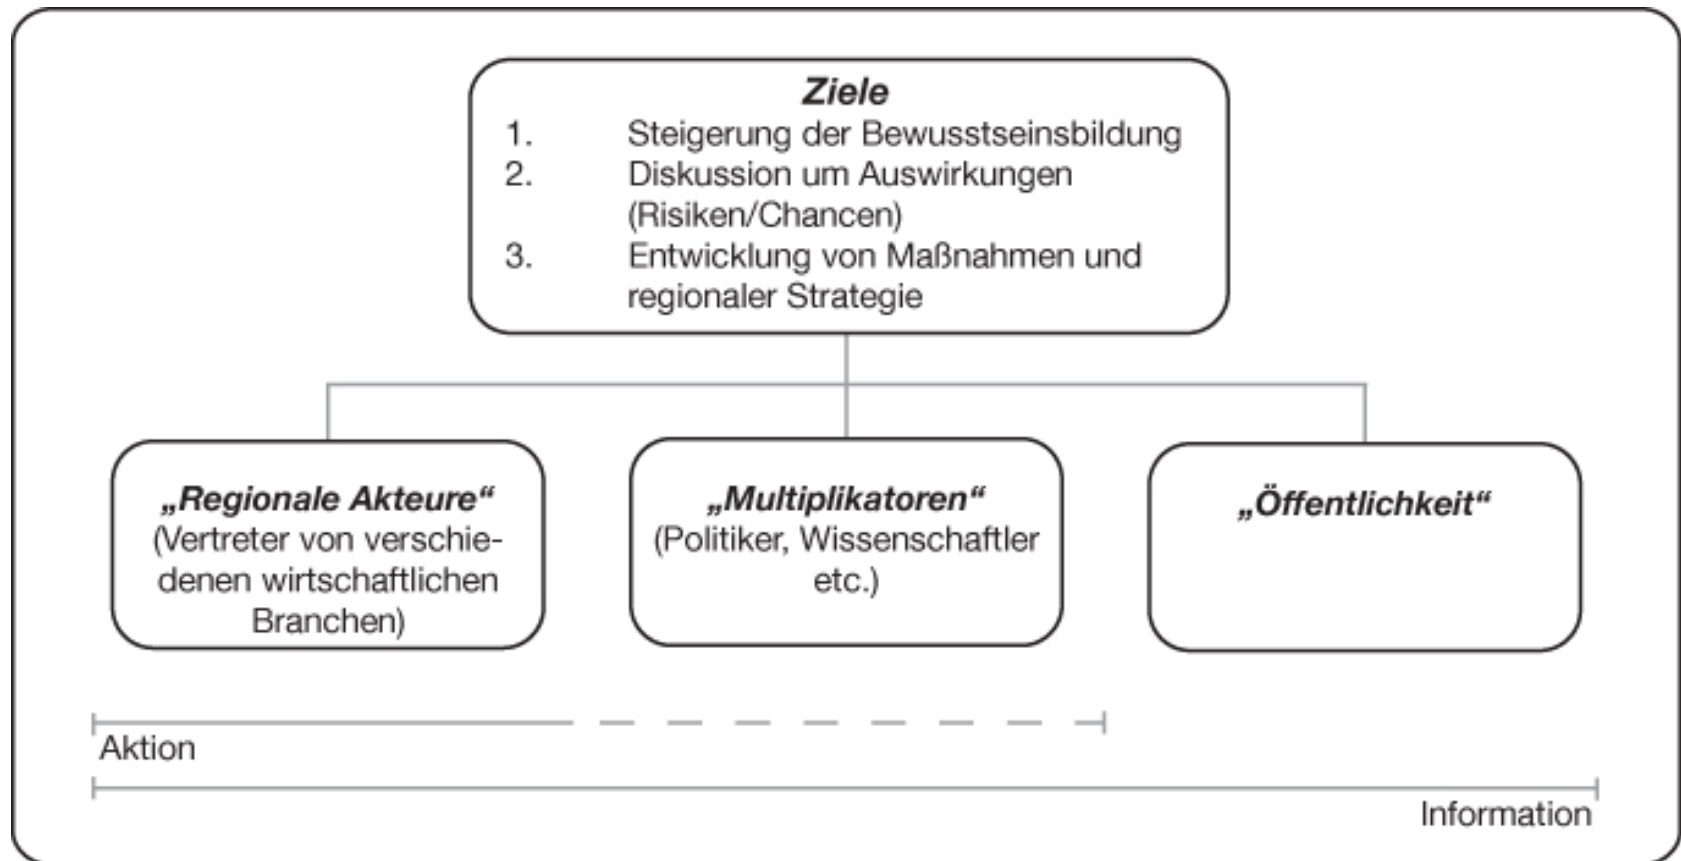 Ziele
1. Steigerung der Bewusstseinsbildung
2. Diskussion um Auswirkungen
(Risiken/Chancen)
3. Entwicklung von Maßnahmen und
regionaler Strategie
„Regionale Akteure“
(Vertreter von verschie-
denen wirtschaftlichen
Branchen)
„Multiplikatoren“
(Politiker, Wissenschaftler
etc.)
„Öffentlichkeit“
Aktion
Information